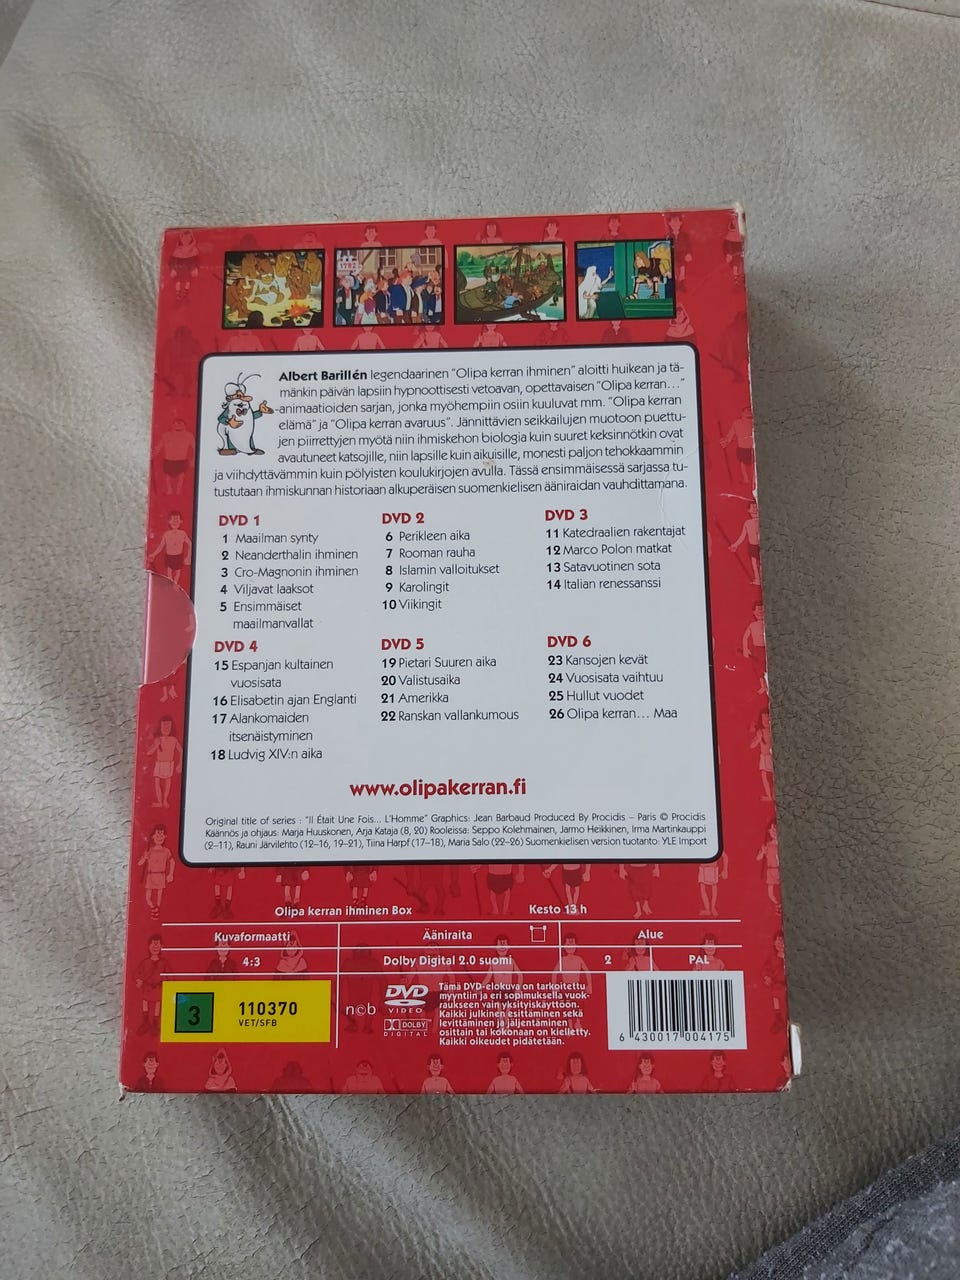 1789
Albert Barillén legendaarinen "Olipa kerran ihminen" aloitti huikean ja tä-
mänkin päivän lapsiin hypnoottisesti vetoavan, opettavaisen "Olipa kerran..."
-animaatioiden sarjan, jonka myöhempiin osiin kuuluvat mm. "Olipa kerran
elämä" ja "Olipa kerran avaruus". Jännittävien seikkailujen muotoon puettu-
jen piirrettyjen myötä niin ihmiskehon biologia kuin suuret keksinnötkin ovat
avautuneet katsojille, niin lapsille kuin aikuisille, monesti paljon tehokkaammin
ja viihdyttävämmin kuin pölyisten koulukirjojen avulla. Tässä ensimmäisessä sarjassa tu-
tustutaan ihmiskunnan historiaan alkuperäisen suomenkielisen ääniraidan vauhdittamana.
DVD 1
1 Maailman synty
2 Neanderthalin ihminen
3 Cro-Magnonin ihminen
4 Viljavat laaksot
5 Ensimmäiset
maailmanvallat
DVD 2
6 Perikleen aika
7 Rooman rauha
8 Islamin valloitukset
9 Karolingit
10 Viikingit
DVD 3
11 Katedraalien rakentajat
12 Marco Polon matkat
13 Satavuotinen sota
14 Italian renessanssi
DVD 4
15 Espanjan kultainen
vuosisata
16 Elisabetin ajan Englanti
17 Alankomaiden
itsenäistyminen
18 Ludvig XIV:n aika
DVD 5
19 Pietari Suuren aika
20 Valistusaika
21 Amerikka
22 Ranskan vallankumous
DVD 6
23 Kansojen kevät
24 Vuosisata vaihtuu
25 Hullut vuodet
26 Olipa kerran... Maa
www.olipakerran.fi
Original title of series : "Il Était Une Fois... L'Homme" Graphics: Jean Barbaud Produced By Procidis – Paris © Procidis
Käännös ja ohjaus: Marja Huuskonen, Arja Kataja (8, 20) Rooleissa: Seppo Kolehmainen, Jarmo Heikkinen, Irma Martinkauppi
(2–11), Rauni Järvilehto (12–16, 19–21), Tiina Harpf (17–18), Maria Salo (22–26) Suomenkielisen version tuotanto: YLE Import
Olipa kerran ihminen Box Kesto 13 h
Kuvaformaatti Ääniraita Alue
4:3 Dolby Digital 2.0 suomi 2 PAL
3
110370
VET/SFB
ncb
DVD
VIDEO
DOLBY
DIGITAL
Tämä DVD-elokuva on tarkoitettu
myyntiin ja eri sopimuksella vuok-
raukseen vain yksityiskäyttöön.
Kaikki julkinen esittäminen sekä
levittäminen ja jäljentäminen
osittain tai kokonaan on kielletty.
Kaikki oikeudet pidätetään.
6 430017 004175